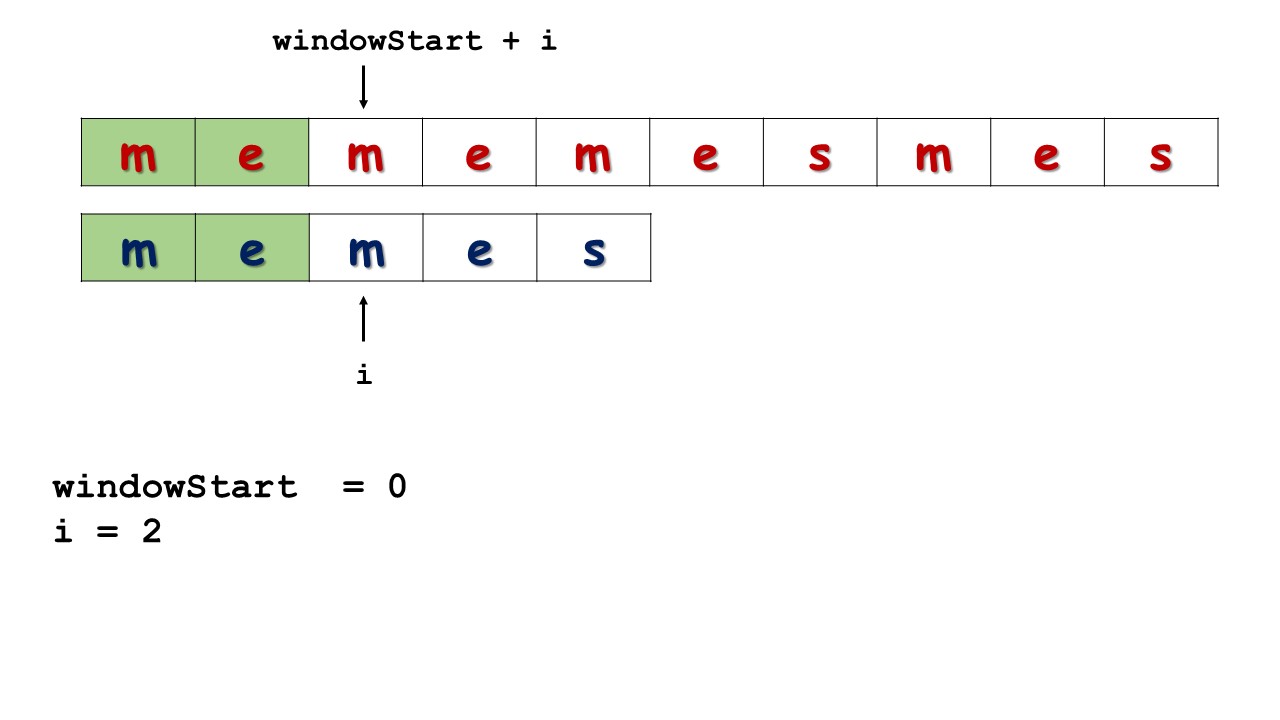 windowStart + i
m e m e m e s m e s
m e m e s
i
windowStart  = 0
i = 2